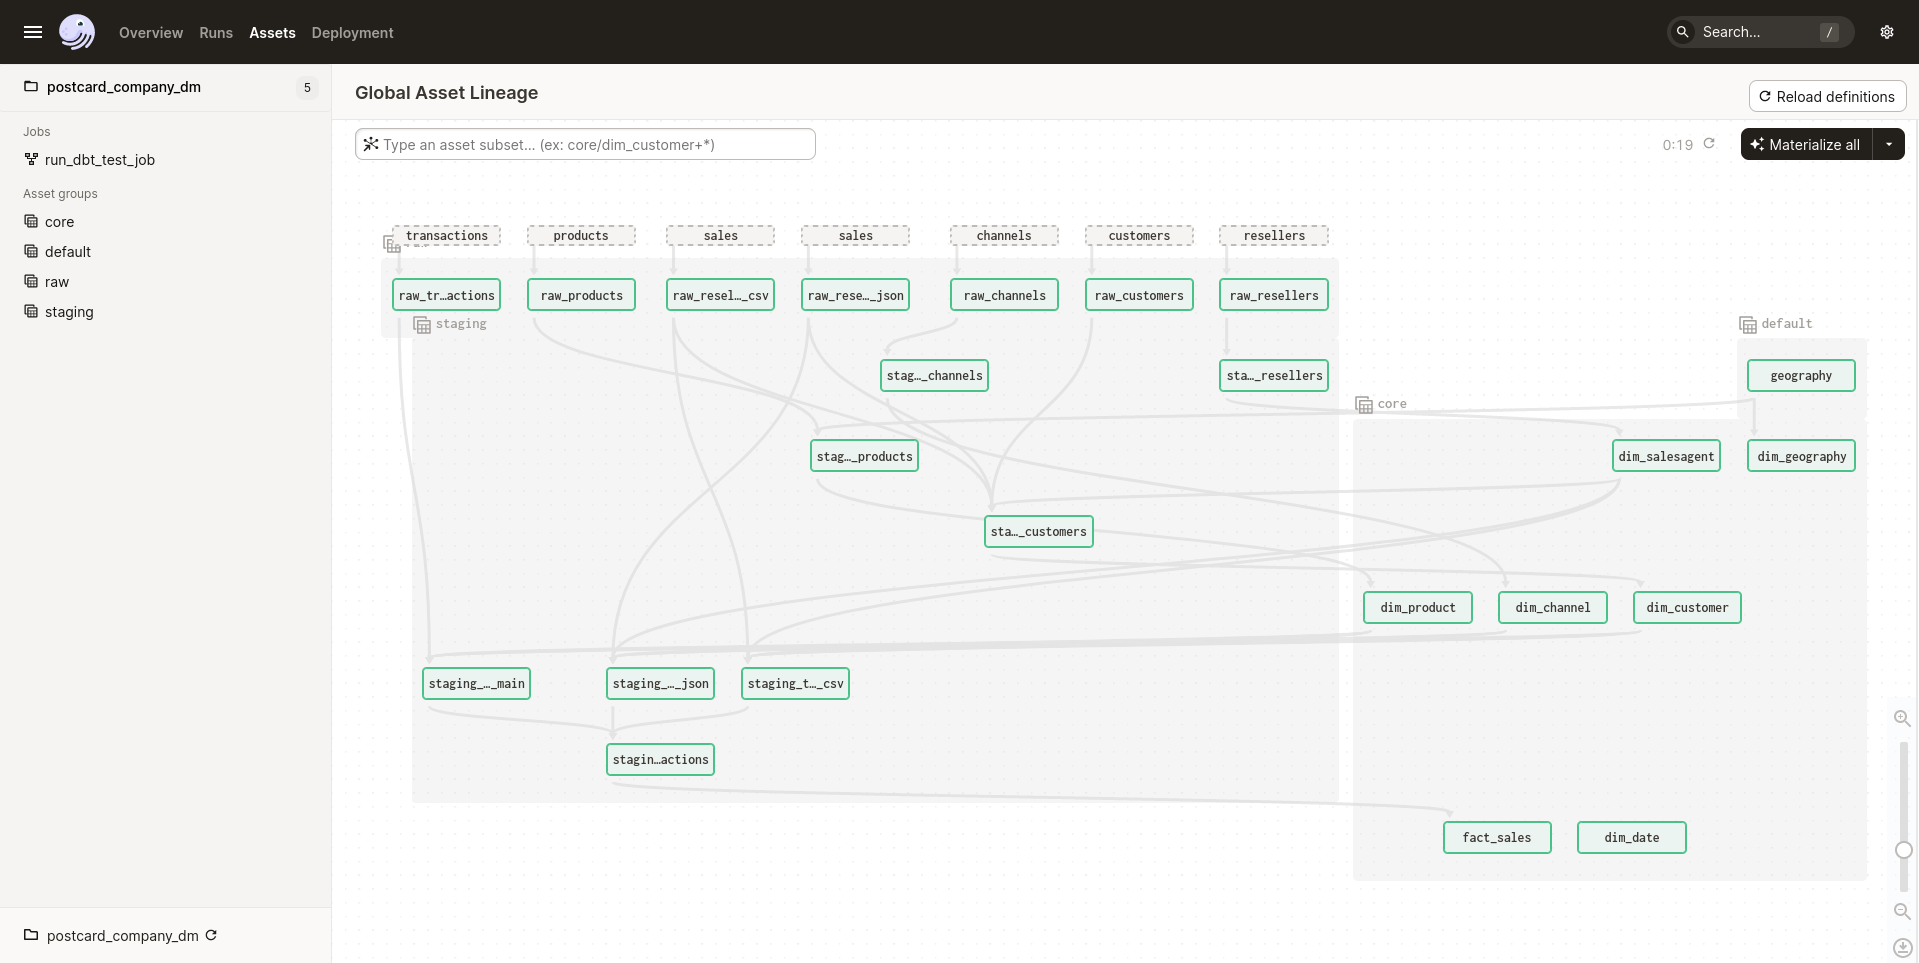 Overview Runs Assets Deployment Search... /
postcard_company_dm 5
Global Asset Lineage
Reload definitions
Jobs
run_dbt_test_job
Type an asset subset... (ex: core/dim_customer+*)
0:19
Materialize all
Asset groups
core
default
raw
staging
transactions products sales sales channels customers resellers
raw_tr…actions raw_products raw_resel…_csv raw_rese…_json raw_channels raw_customers raw_resellers
staging
default
stag…_channels sta…_resellers geography
core
stag…_products dim_salesagent dim_geography
sta…_customers
dim_product dim_channel dim_customer
staging_…_main staging_…_json staging_t…_csv
stagin…actions
fact_sales dim_date
postcard_company_dm